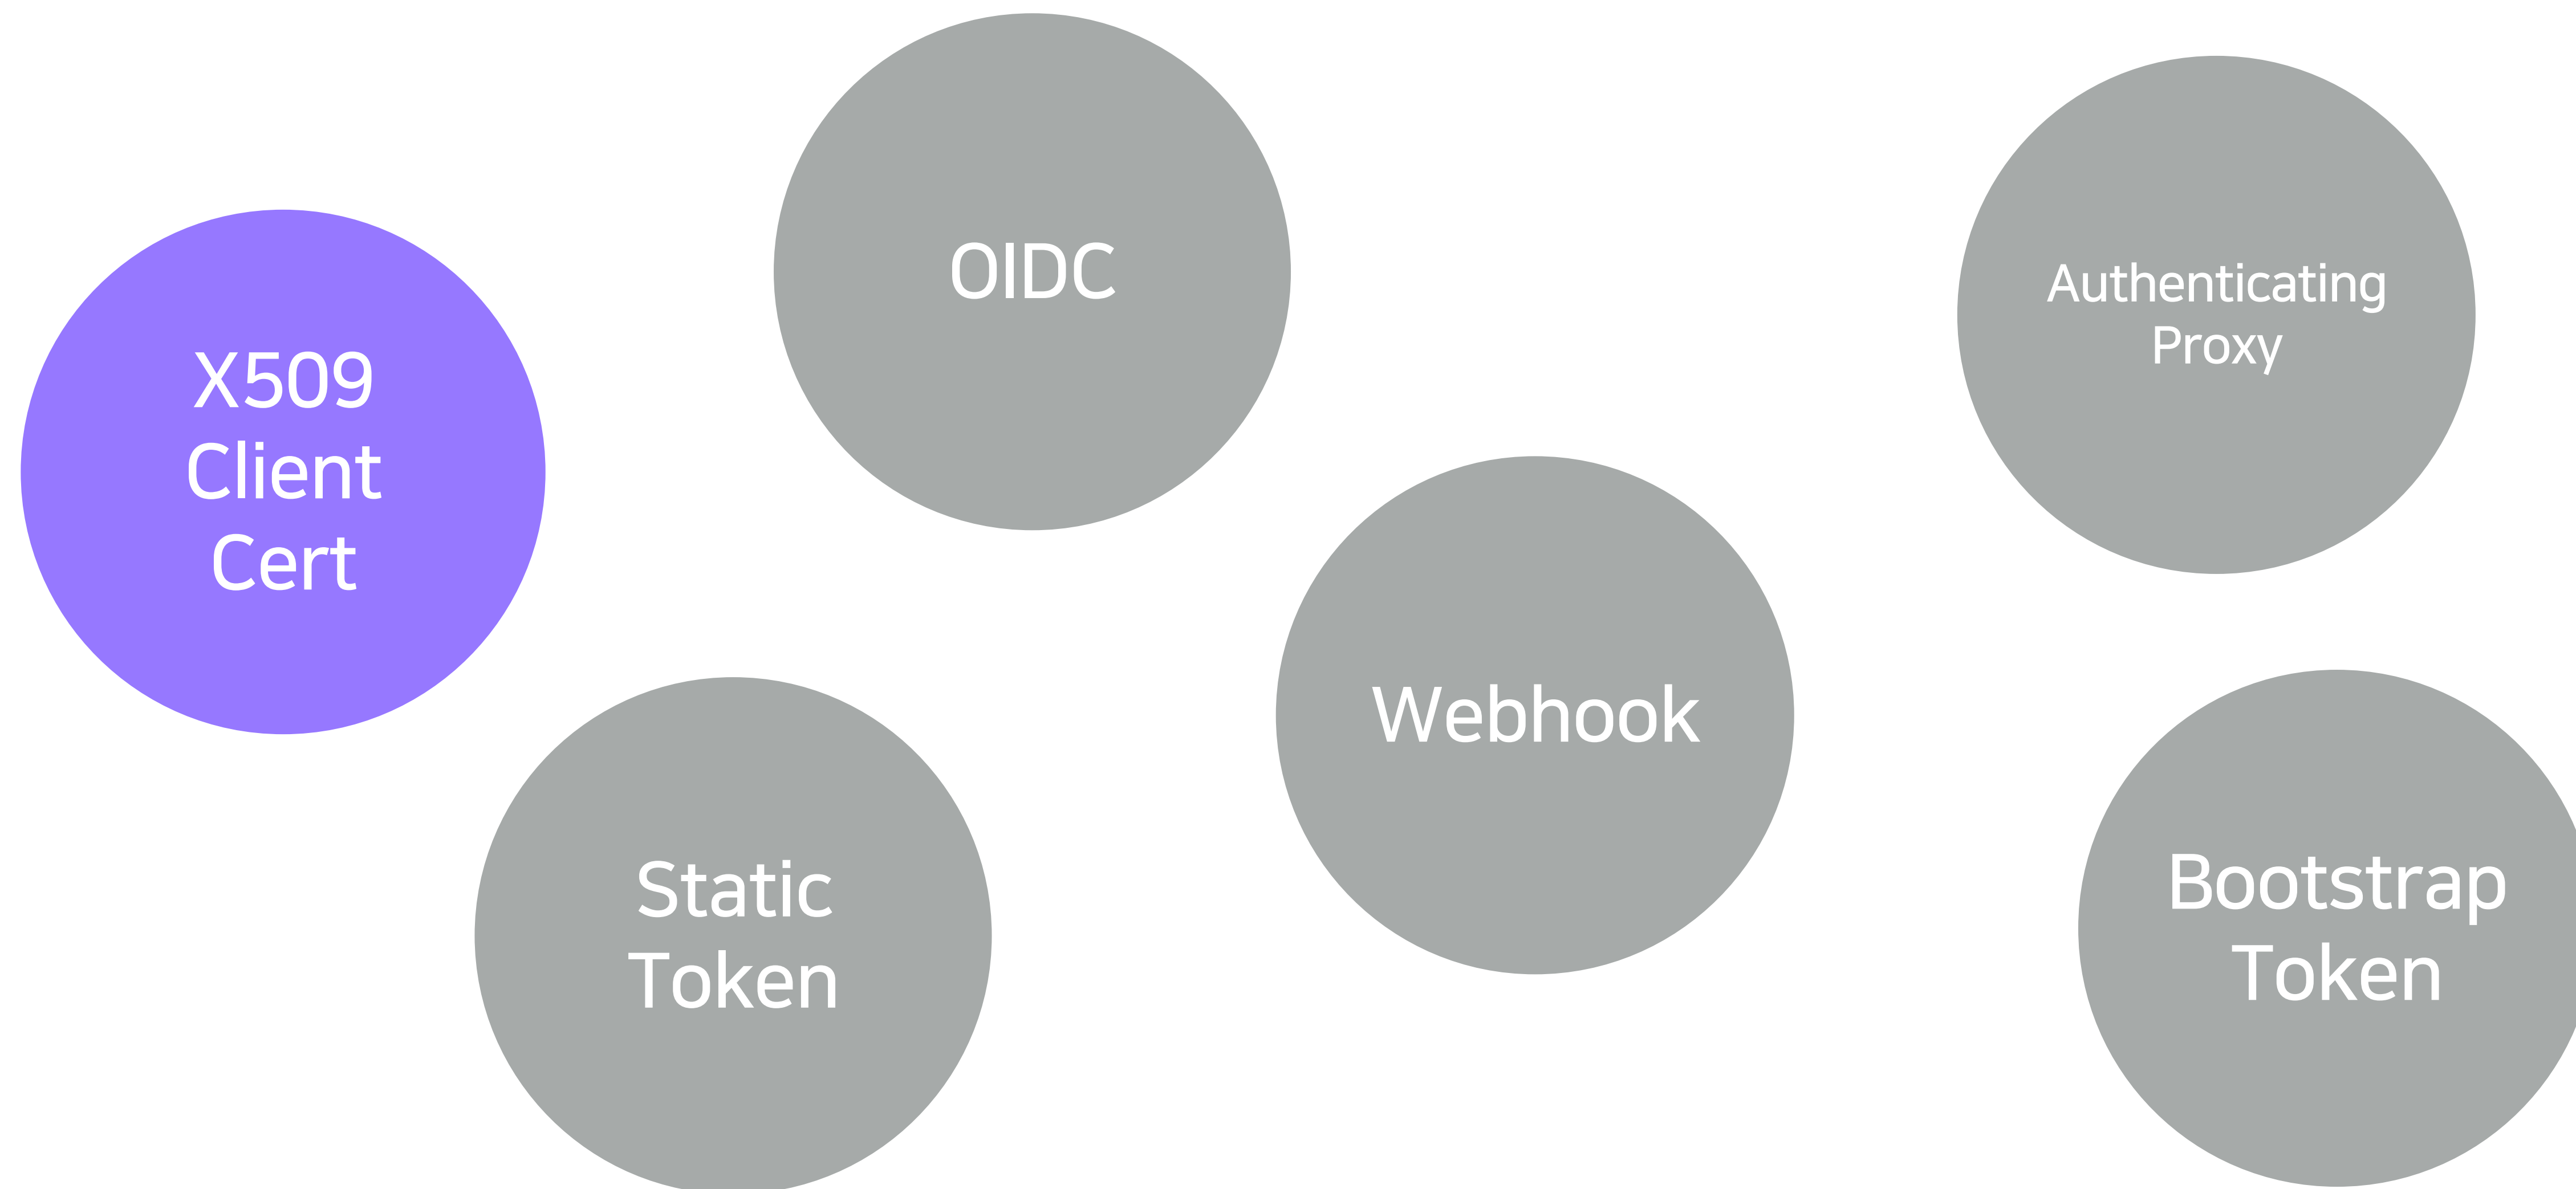 X509
Client
Cert
OIDC
Authenticating
Proxy
Static
Token
Webhook
Bootstrap
Token